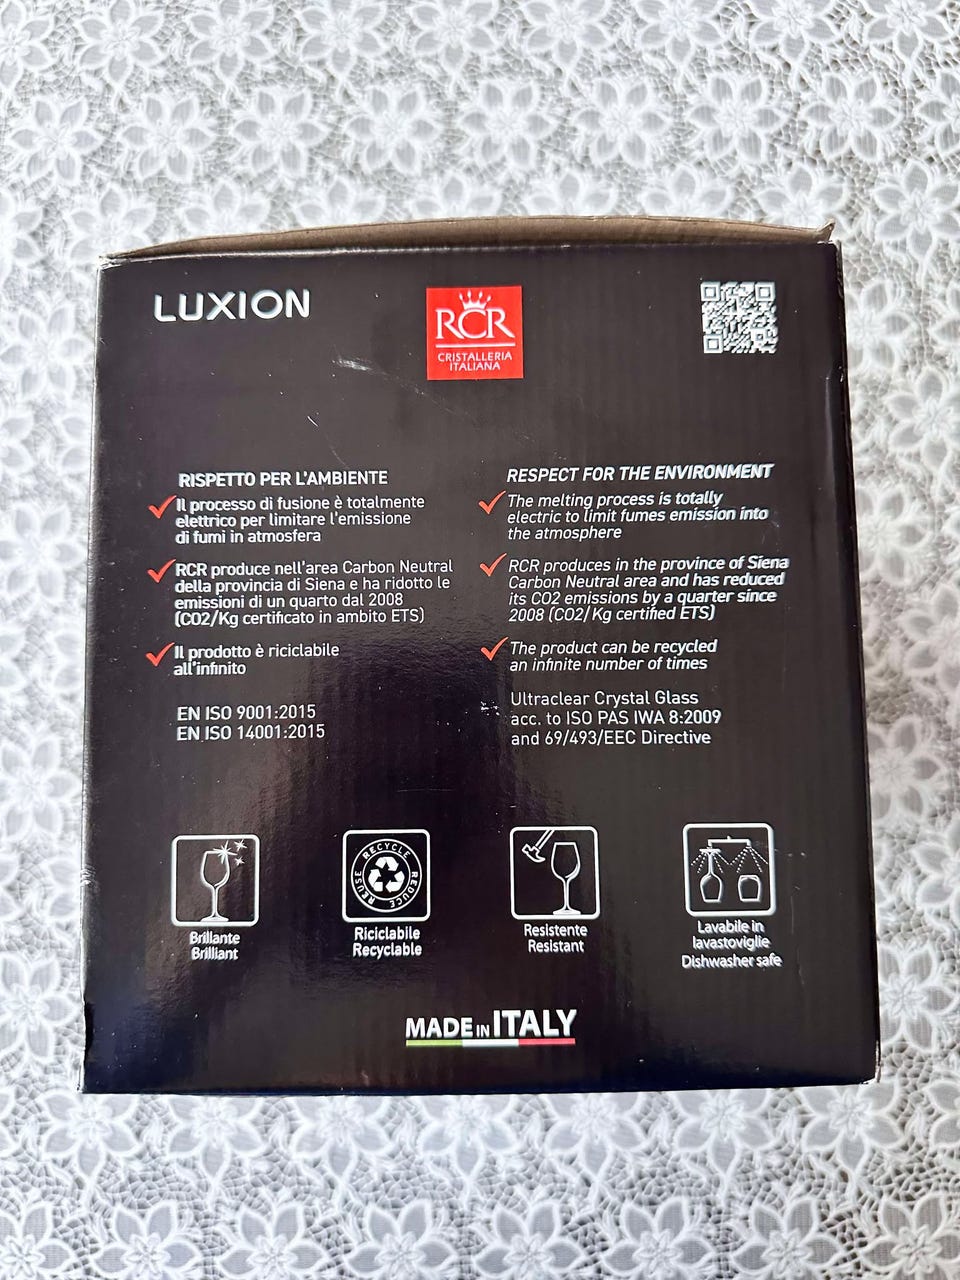 LUXION
RCR
CRISTALLERIA
ITALIANA
RISPETTO PER L'AMBIENTE
Il processo di fusione è totalmente
elettrico per limitare l'emissione
di fumi in atmosfera
RCR produce nell'area Carbon Neutral
della provincia di Siena e ha ridotto le
emissioni di un quarto dal 2008
(CO2/Kg certificato in ambito ETS)
Il prodotto è riciclabile
all'infinito
EN ISO 9001:2015
EN ISO 14001:2015
RESPECT FOR THE ENVIRONMENT
The melting process is totally
electric to limit fumes emission into
the atmosphere
RCR produces in the province of Siena
Carbon Neutral area and has reduced
its CO2 emissions by a quarter since
2008 (CO2/Kg certified ETS)
The product can be recycled
an infinite number of times
Ultraclear Crystal Glass
acc. to ISO PAS IWA 8:2009
and 69/493/EEC Directive
Brillante
Brilliant
RECYCLE REDUCE REUSE
Riciclabile
Recyclable
Resistente
Resistant
Lavabile in
lavastoviglie
Dishwasher safe
MADE IN ITALY